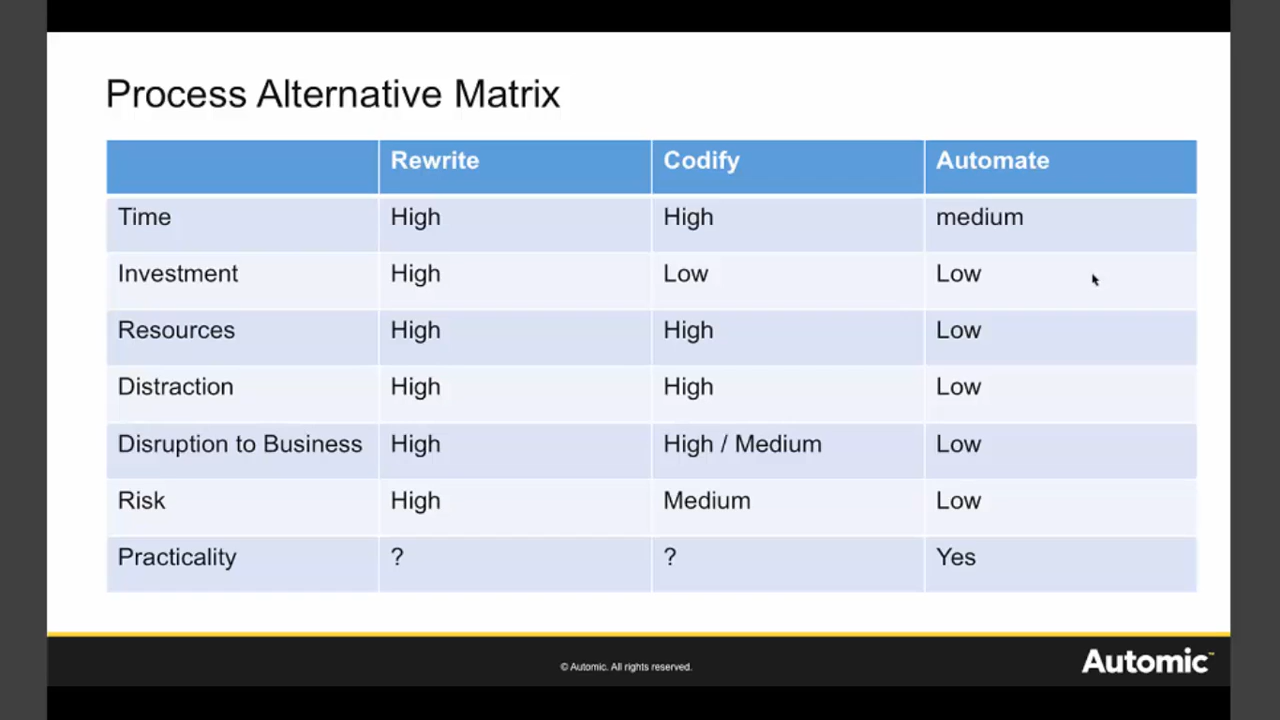 Process Alternative Matrix
Rewrite Codify Automate
Time High High medium
Investment High Low Low
Resources High High Low
Distraction High High Low
Disruption to Business High High / Medium Low
Risk High Medium Low
Practicality ? ? Yes
© Automic. All rights reserved.
Automic™